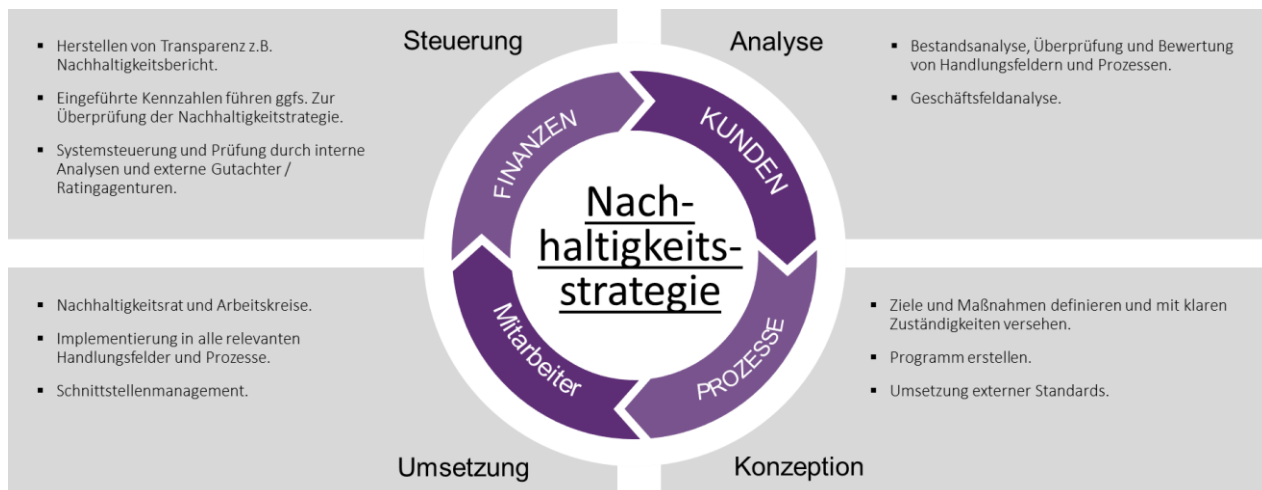 Steuerung
▪ Herstellen von Transparenz z.B.
Nachhaltigkeitsbericht.
▪ Eingeführte Kennzahlen führen ggfs. Zur
Überprüfung der Nachhaltigkeitstrategie.
▪ Systemsteuerung und Prüfung durch interne
Analysen und externe Gutachter /
Ratingagenturen.
Analyse
▪ Bestandsanalyse, Überprüfung und Bewertung
von Handlungsfeldern und Prozessen.
▪ Geschäftsfeldanalyse.
FINANZEN
KUNDEN
Nach-
haltigkeits-
strategie
Mitarbeiter
PROZESSE
▪ Nachhaltigkeitsrat und Arbeitskreise.
▪ Implementierung in alle relevanten
Handlungsfelder und Prozesse.
▪ Schnittstellenmanagement.
Umsetzung
▪ Ziele und Maßnahmen definieren und mit klaren
Zuständigkeiten versehen.
▪ Programm erstellen.
▪ Umsetzung externer Standards.
Konzeption